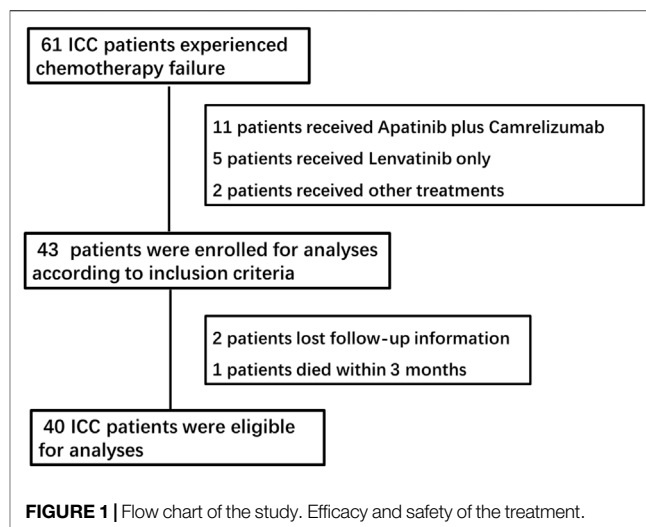 61 ICC patients experienced
chemotherapy failure
11 patients received Apatinib plus Camrelizumab
5 patients received Lenvatinib only
2 patients received other treatments
43 patients were enrolled for analyses
according to inclusion criteria
2 patients lost follow-up information
1 patients died within 3 months
40 ICC patients were eligible
for analyses
FIGURE 1 | Flow chart of the study. Efficacy and safety of the treatment.